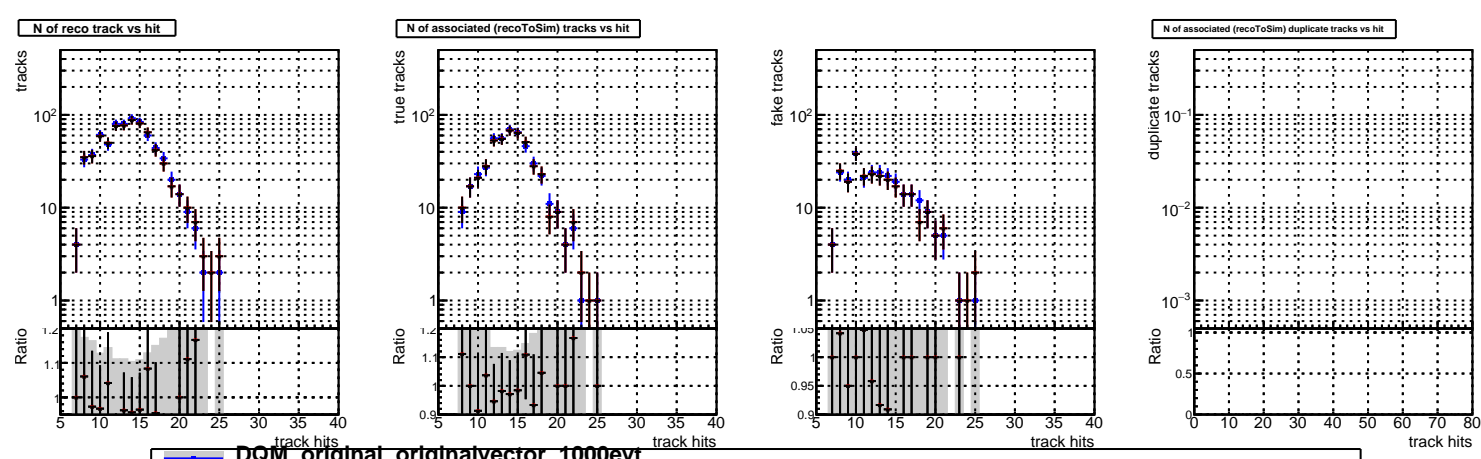 N of reco track vs hit
N of associated (recoToSim) tracks vs hit
N of associated (recoToSim) duplicate tracks vs hit
tracks
10²
10
1
Ratio
1.2
1.1
1
5 10 15 20 25 30 35 40
track hits
true tracks
10²
10
1
Ratio
1.2
1.1
1
0.9
5 10 15 20 25 30 35 40
track hits
fake tracks
10²
10
1
Ratio
1.05
1
0.95
0.9
5 10 15 20 25 30 35 40
track hits
duplicate tracks
10⁻¹
10⁻²
10⁻³
Ratio
1
0.5
0
0 10 20 30 40 50 60 70 80
track hits
DQM_original_originalvector_1000evt